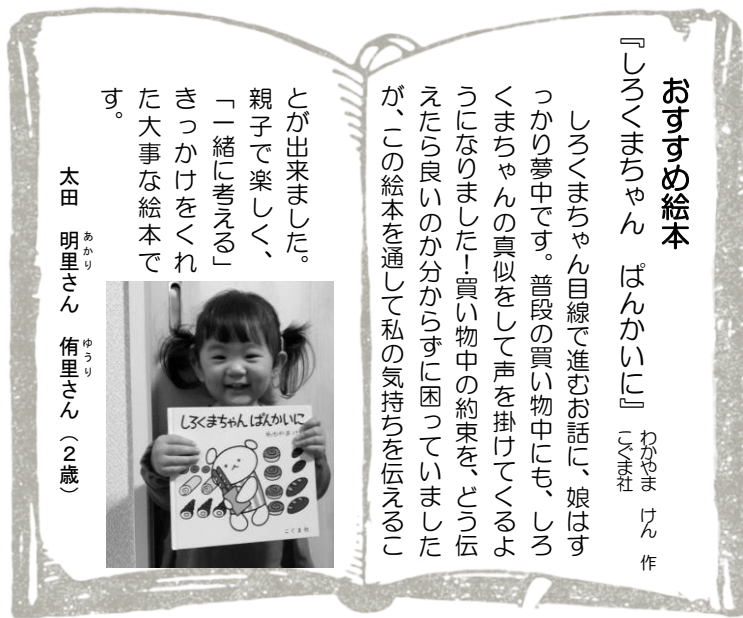 おすすめ絵本
『しろくまちゃん　ぱんかいに』
わかやま　けん　作
こぐま社
しろくまちゃん目線で進むお話に、娘はす
っかり夢中です。普段の買い物中にも、しろ
くまちゃんの真似をして声を掛けてくるよ
うになりました！買い物中の約束を、どう伝
えたら良いのか分からずに困っていました
が、この絵本を通して私の気持ちを伝えるこ
とが出来ました。
親子で楽しく、
「一緒に考える」
きっかけをくれ
た大事な絵本で
す。
しろくまちゃんぱんかいに
こぐま社
あかり
ゆうり
太田　明里さん　侑里さん（２歳）